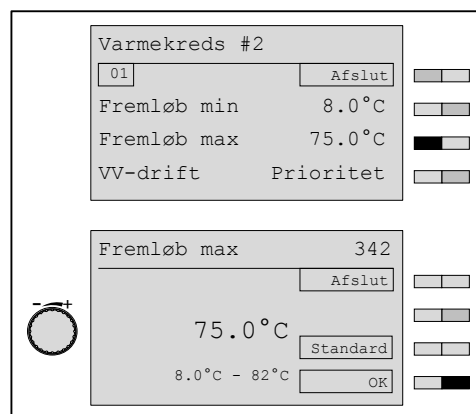 Varmekreds #2
01 Afslut
Fremløb min 8.0°C
Fremløb max 75.0°C
VV-drift Prioritet
Fremløb max 342
Afslut
- +
75.0°C
Standard
8.0°C - 82°C
OK